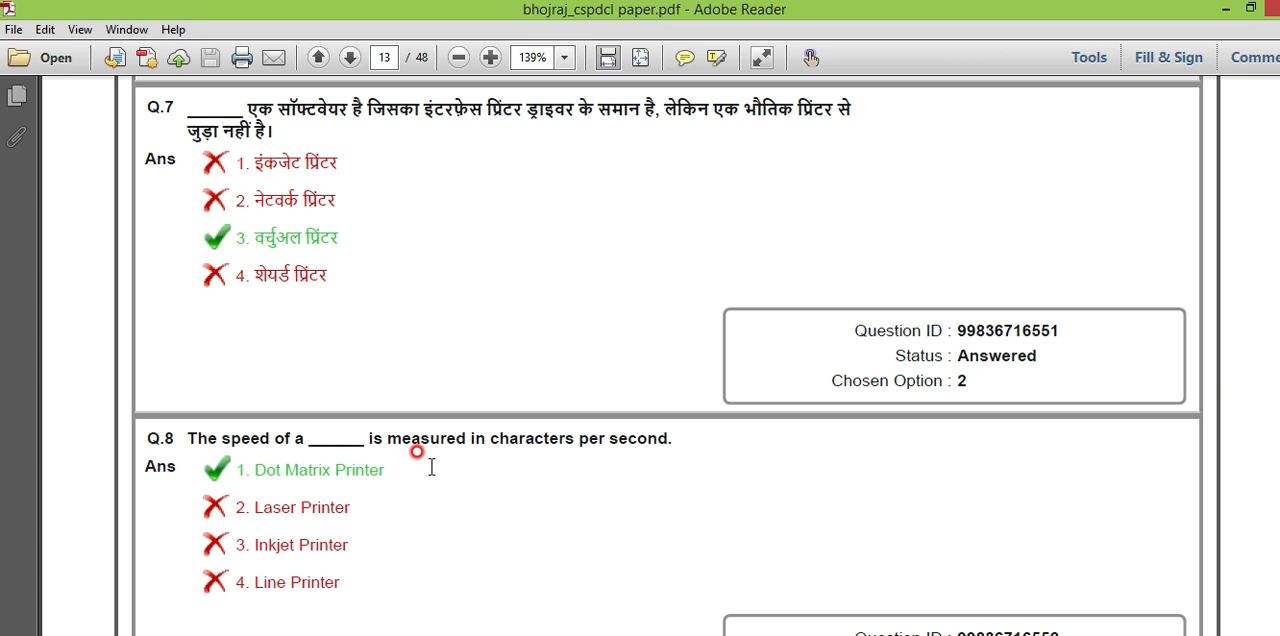 bhojraj_cspdcl paper.pdf - Adobe Reader
File Edit View Window Help
Open 13 / 48 139% Tools Fill & Sign Comme
Q.7 ______ एक सॉफ्टवेयर है जिसका इंटरफ़ेस प्रिंटर ड्राइवर के समान है, लेकिन एक भौतिक प्रिंटर से
जुड़ा नहीं है।
Ans 1. इंकजेट प्रिंटर
2. नेटवर्क प्रिंटर
3. वर्चुअल प्रिंटर
4. शेयर्ड प्रिंटर
Question ID : 99836716551
Status : Answered
Chosen Option : 2
Q.8 The speed of a ______ is measured in characters per second.
Ans 1. Dot Matrix Printer
2. Laser Printer
3. Inkjet Printer
4. Line Printer